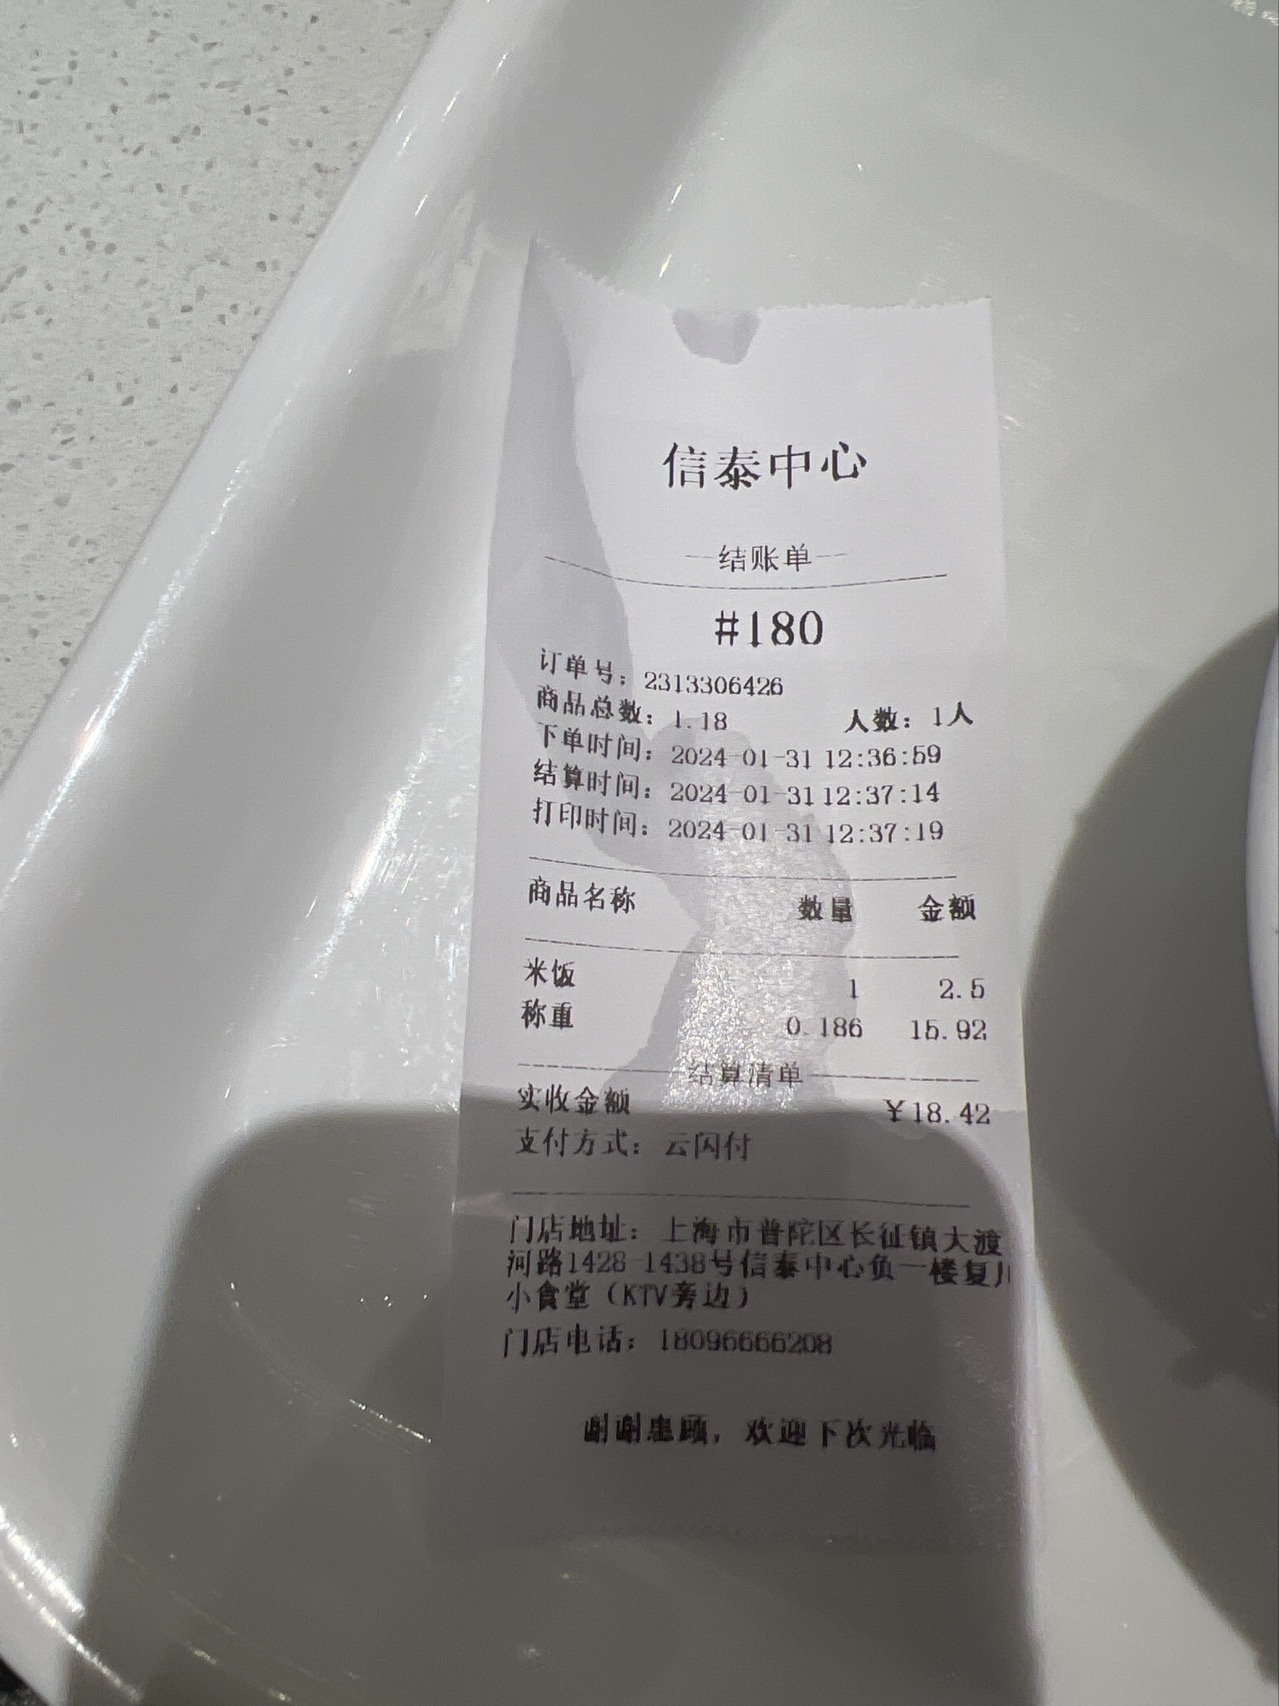 信泰中心
结账单
#180
订单号：2313306426
商品总数：1.18 人数：1人
下单时间：2024-01-31 12:36:59
结算时间：2024-01-31 12:37:14
打印时间：2024-01-31 12:37:19
商品名称 数量 金额
米饭 1 2.5
称重 0.186 15.92
结算清单
实收金额 ¥18.42
支付方式：云闪付
门店地址：上海市普陀区长征镇大渡
河路1428-1438号信泰中心负一楼复
小食堂（KTV旁边）
门店电话：18096666208
谢谢惠顾，欢迎下次光临